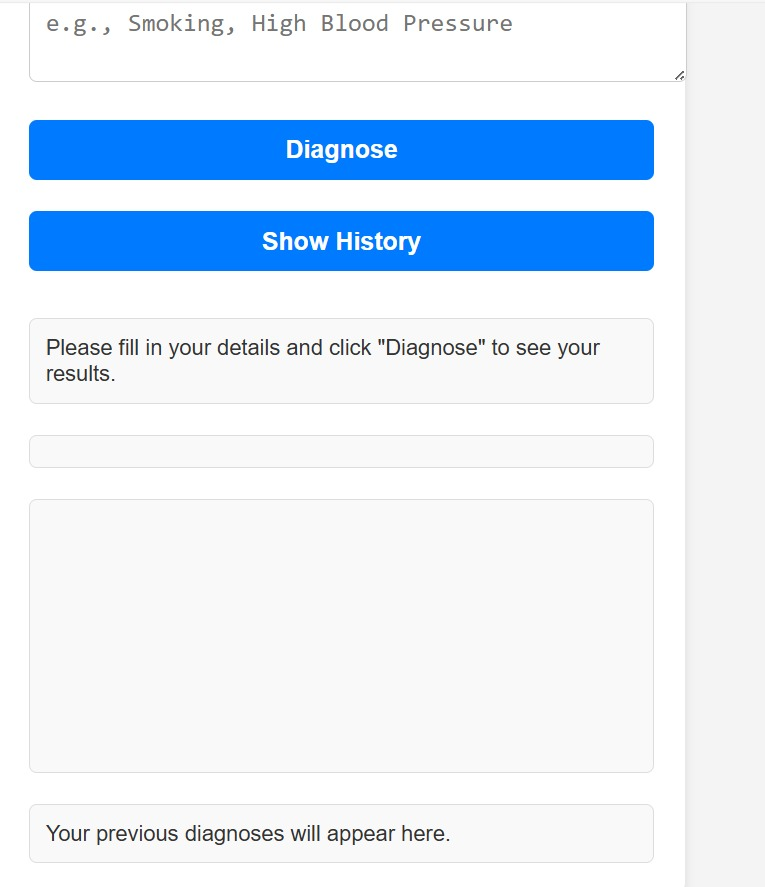 e.g., Smoking, High Blood Pressure
Diagnose
Show History
Please fill in your details and click "Diagnose" to see your
results.
Your previous diagnoses will appear here.